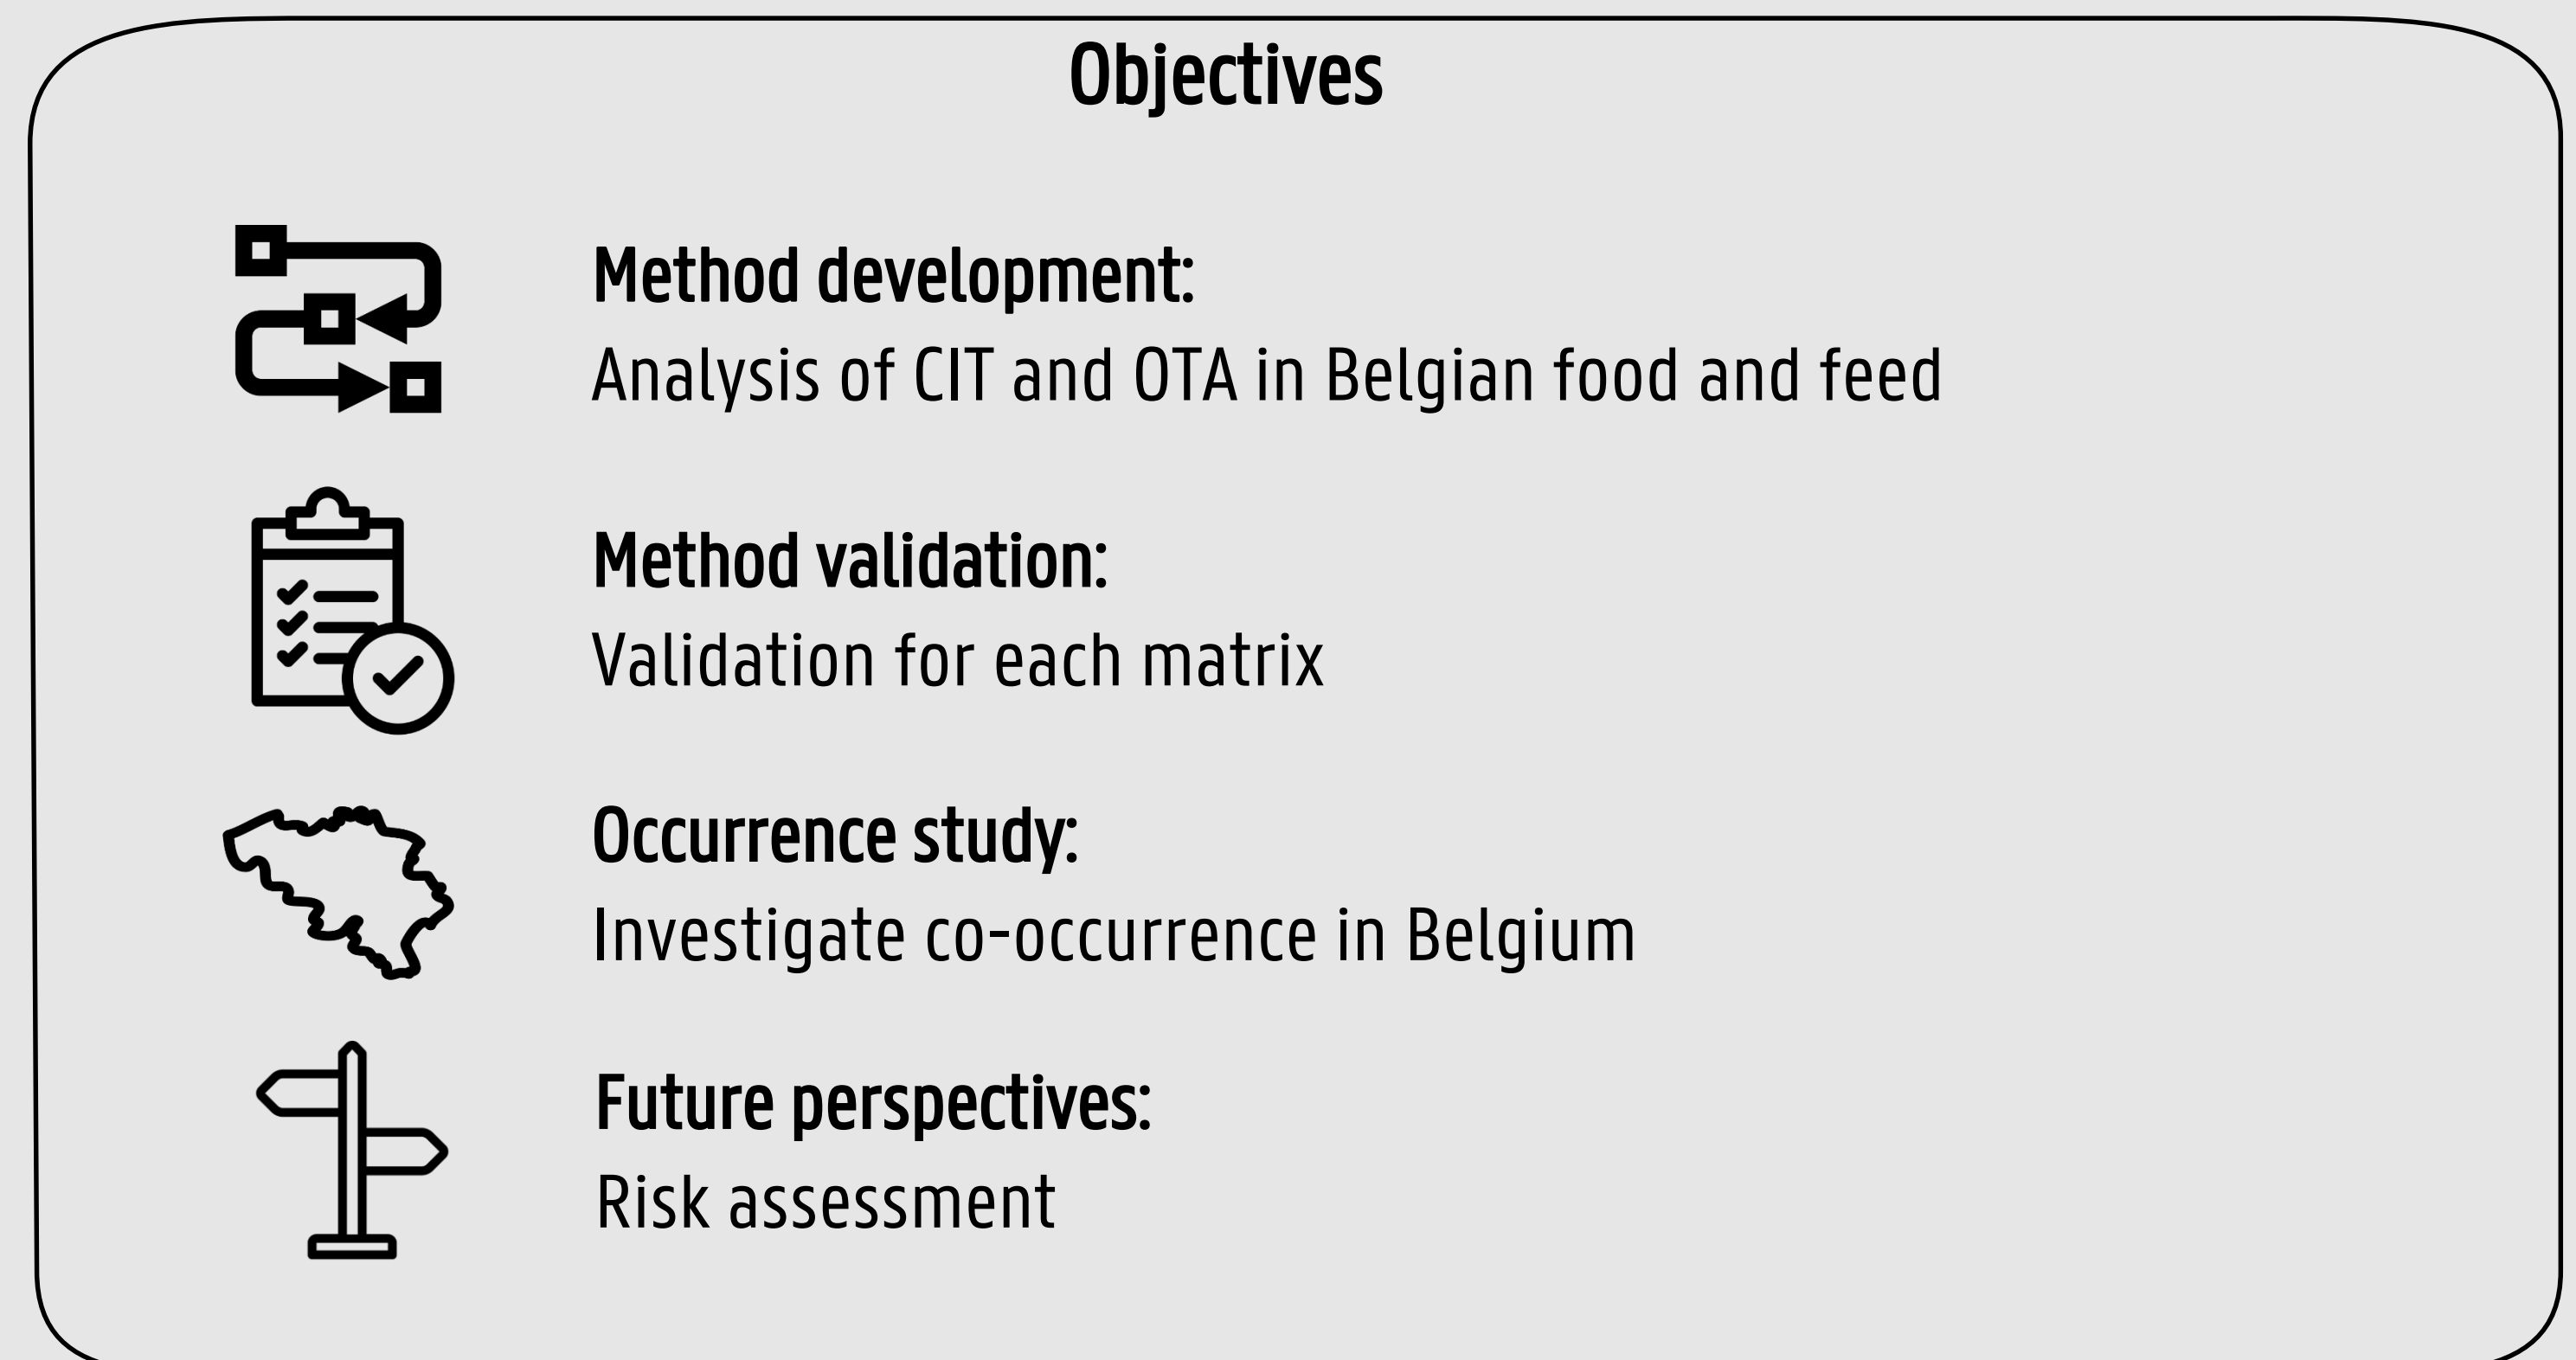 Objectives
Method development:
Analysis of CIT and OTA in Belgian food and feed
Method validation:
Validation for each matrix
Occurrence study:
Investigate co-occurrence in Belgium
Future perspectives:
Risk assessment